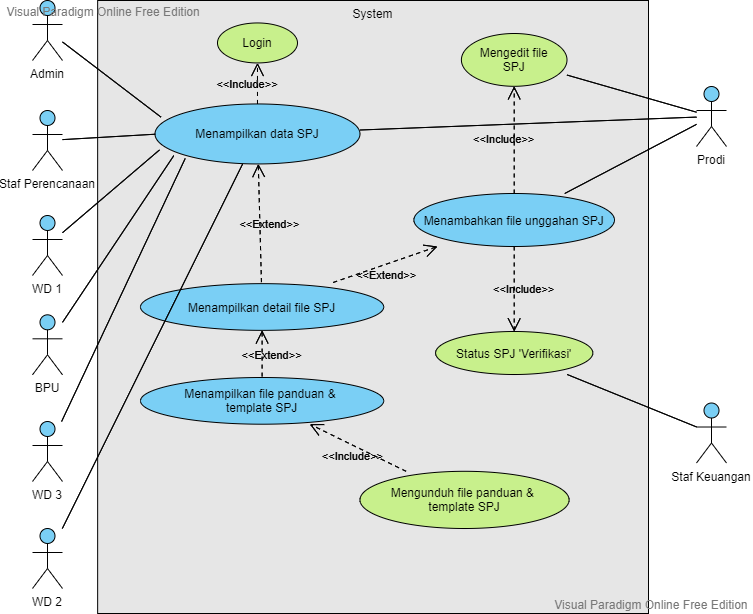 Visual Paradigm Online Free Edition
System
Admin
Login
Mengedit file
SPJ
<<Include>>
Menampilkan data SPJ
<<Include>>
Prodi
Staf Perencanaan
<<Extend>>
Menambahkan file unggahan SPJ
WD 1
<<Extend>>
<<Include>>
Menampilkan detail file SPJ
BPU
<<Extend>>
Status SPJ 'Verifikasi'
Menampilkan file panduan &
template SPJ
<<Include>>
Staf Keuangan
WD 3
Mengunduh file panduan &
template SPJ
WD 2
Visual Paradigm Online Free Edition